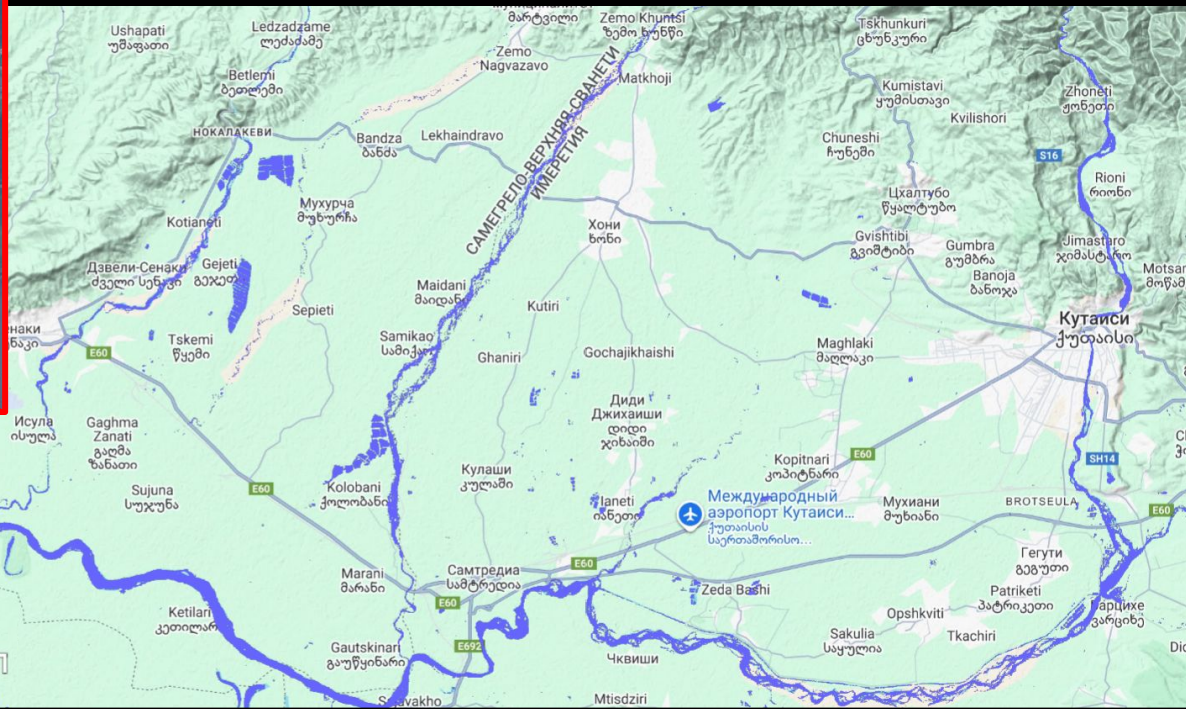 Ushapati
უშაფათი
Ledzadzame
ლეძაძამე
მარტვილი
Zemo Khuntsi
ზემო ხუნწი
Tskhunkuri
ცხუნკური
Zemo
Nagvazavo
Betlemi
ბეთლემი
Matkhoji
Kumistavi
ყუმისთავი
Zhoneti
ჟონეთი
Kvilishori
НОКАЛАКЕВИ
Bandza
ბანძა
Lekhaindravo
САМЕГРЕЛО-ВЕРХНЯЯ-СВАНЕТИ
ИМЕРЕТИЯ
Chuneshi
ჩუნეში
S16
Rioni
რიონი
Мухурча
მუხურჩა
Цхалтубо
წყალტუბო
Kotianeti
Хони
ხონი
Gvishtibi
გვიშტიბი
Gumbra
გუმბრა
Jimastaro
ჯიმასტარო
Дзвели-Сенаки
ძველი სენაკი
Gejeti
გეჯეთი
Banoja
ბანოჯა
Maidani
მაიდანი
Sepieti
Kutiri
Кутаиси
ქუთაისი
Tskemi
წყემი
Samikao
სამიქაო
E60
Ghaniri
Gochajikhaishi
Maghlaki
მაღლაკი
Исула
ისულა
Gaghma
Zanati
გაღმა
ზანათი
Диди
Джихаиши
დიდი
ჯიხაიში
E60
SH14
Kopitnari
კოპიტნარი
Кулаши
კულაში
Sujuna
სუჯუნა
E60
Kolobani
ქოლობანი
Ianeti
იანეთი
Международный
аэропорт Кутаиси...
ქუთაისის
საერთაშორისო...
Мухиани
მუხიანი
BROTSEULA
E60
Гегути
გეგუთი
Marani
მარანი
Самтредиа
სამტრედია
E60
E60
Zeda Bashi
Patriketi
პატრიკეთი
ვარციხე
Opshkviti
Tkachiri
Sakulia
საყულია
E692
Gautskinari
გაუწყინარი
Чквиши
Mtisdziri